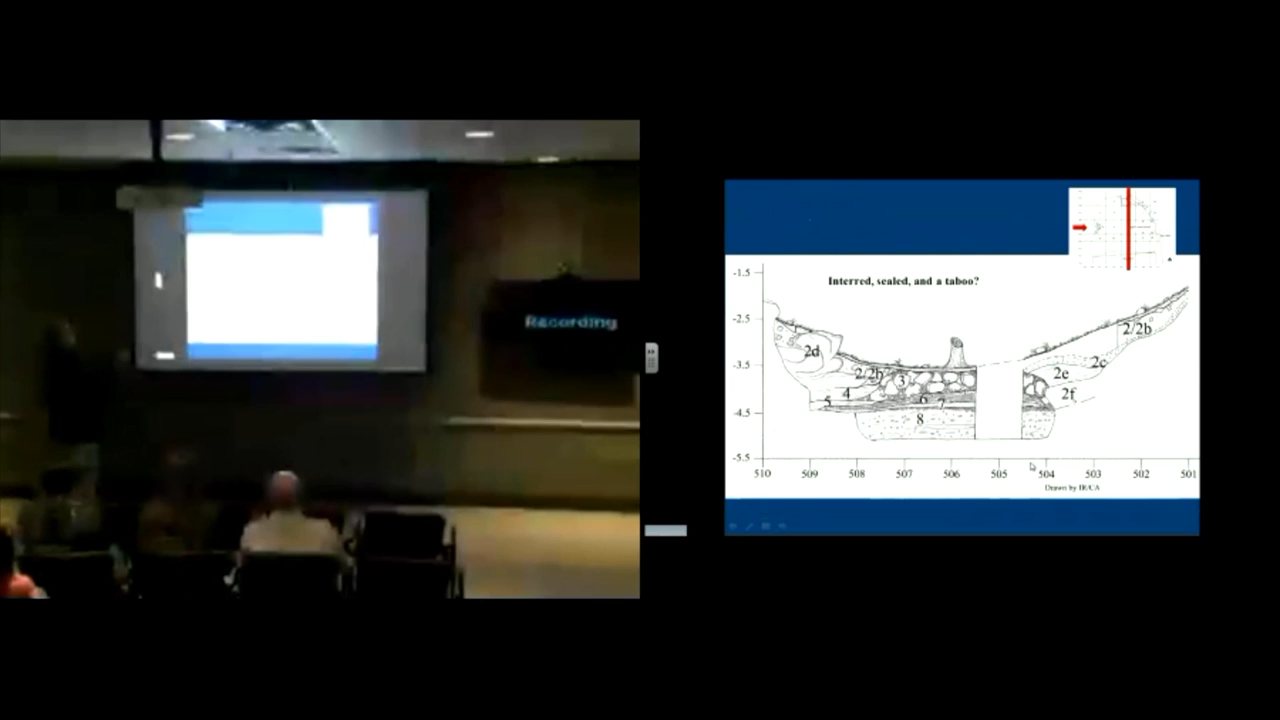 Recording
Interred, sealed, and a taboo?
-1.5
-2.5
-3.5
-4.5
-5.5
2d
2/2b
2/2b
2c
3
2e
4
2f
5
6
7
8
510 509 508 507 506 505 504 503 502 501
Drawn by IR/CA